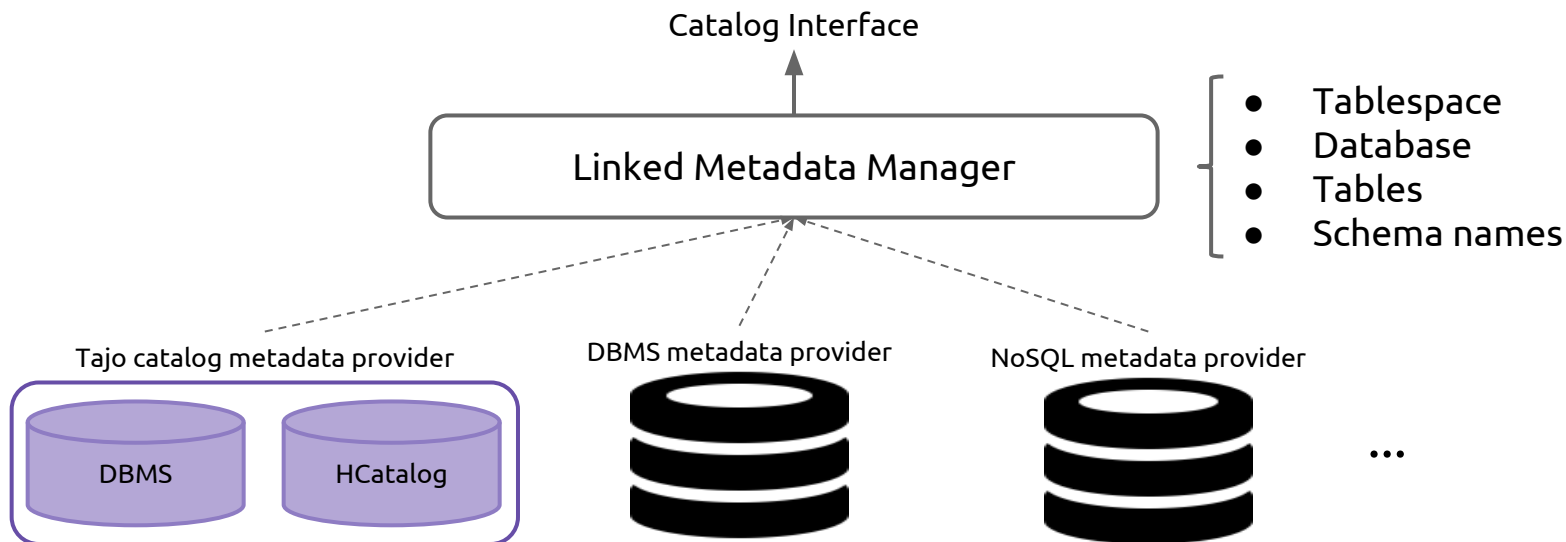 Catalog Interface
Linked Metadata Manager
● Tablespace
● Database
● Tables
● Schema names
Tajo catalog metadata provider
DBMS metadata provider
NoSQL metadata provider
DBMS
HCatalog
...